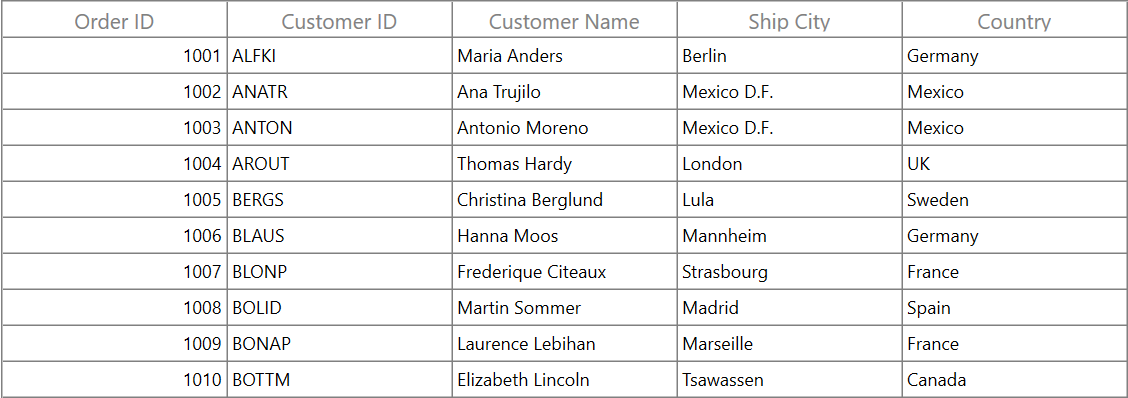 Order ID Customer ID Customer Name Ship City Country
1001 ALFKI Maria Anders Berlin Germany
1002 ANATR Ana Trujilo Mexico D.F. Mexico
1003 ANTON Antonio Moreno Mexico D.F. Mexico
1004 AROUT Thomas Hardy London UK
1005 BERGS Christina Berglund Lula Sweden
1006 BLAUS Hanna Moos Mannheim Germany
1007 BLONP Frederique Citeaux Strasbourg France
1008 BOLID Martin Sommer Madrid Spain
1009 BONAP Laurence Lebihan Marseille France
1010 BOTTM Elizabeth Lincoln Tsawassen Canada